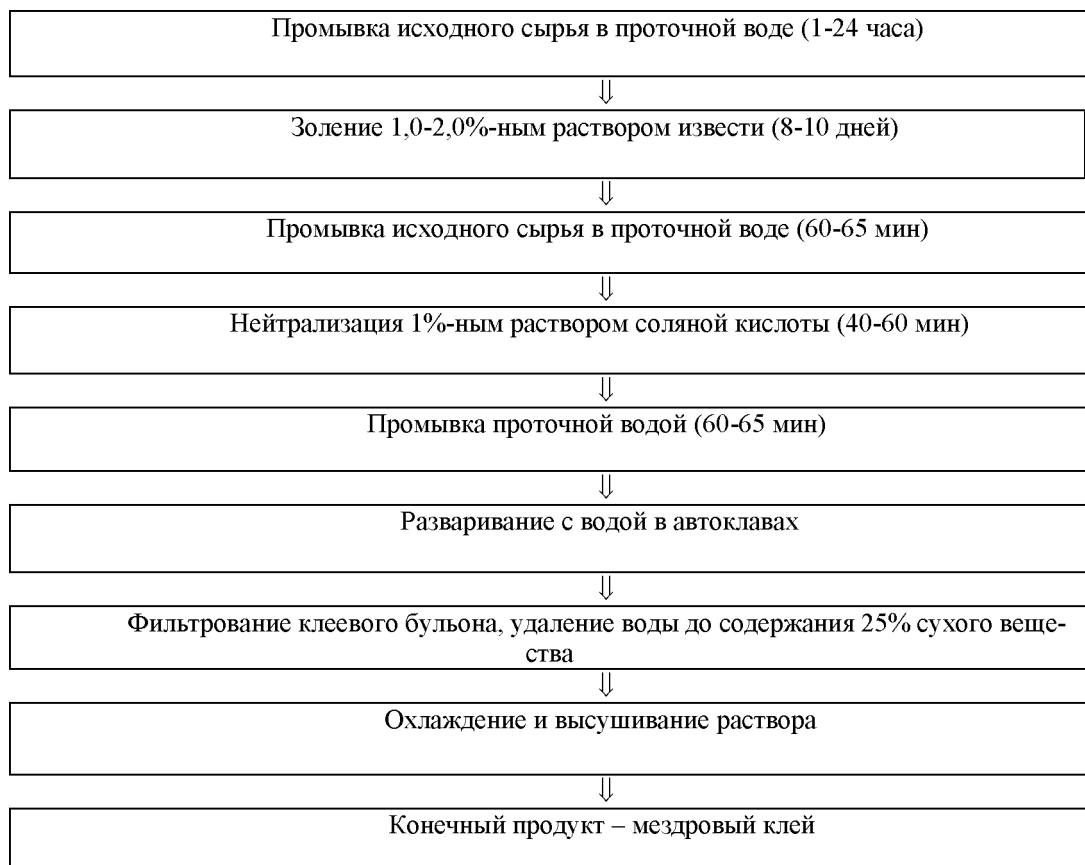 Промывка исходного сырья в проточной воде (1-24 часа)
⇓
Золение 1,0-2,0%-ным раствором извести (8-10 дней)
⇓
Промывка исходного сырья в проточной воде (60-65 мин)
⇓
Нейтрализация 1%-ным раствором соляной кислоты (40-60 мин)
⇓
Промывка проточной водой (60-65 мин)
⇓
Разваривание с водой в автоклавах
⇓
Фильтрование клеевого бульона, удаление воды до содержания 25% сухого веще-
ства
⇓
Охлаждение и высушивание раствора
⇓
Конечный продукт – мездровый клей